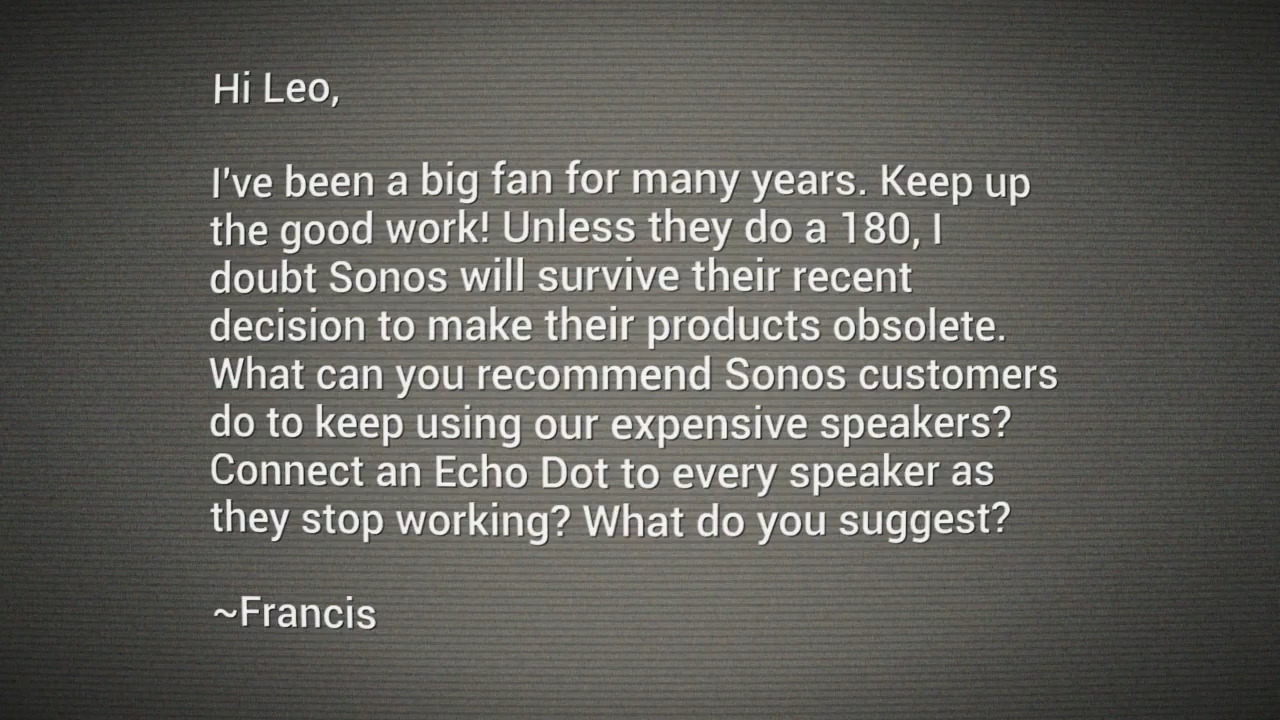 Hi Leo,
I've been a big fan for many years. Keep up
the good work! Unless they do a 180, I
doubt Sonos will survive their recent
decision to make their products obsolete.
What can you recommend Sonos customers
do to keep using our expensive speakers?
Connect an Echo Dot to every speaker as
they stop working? What do you suggest?
~Francis